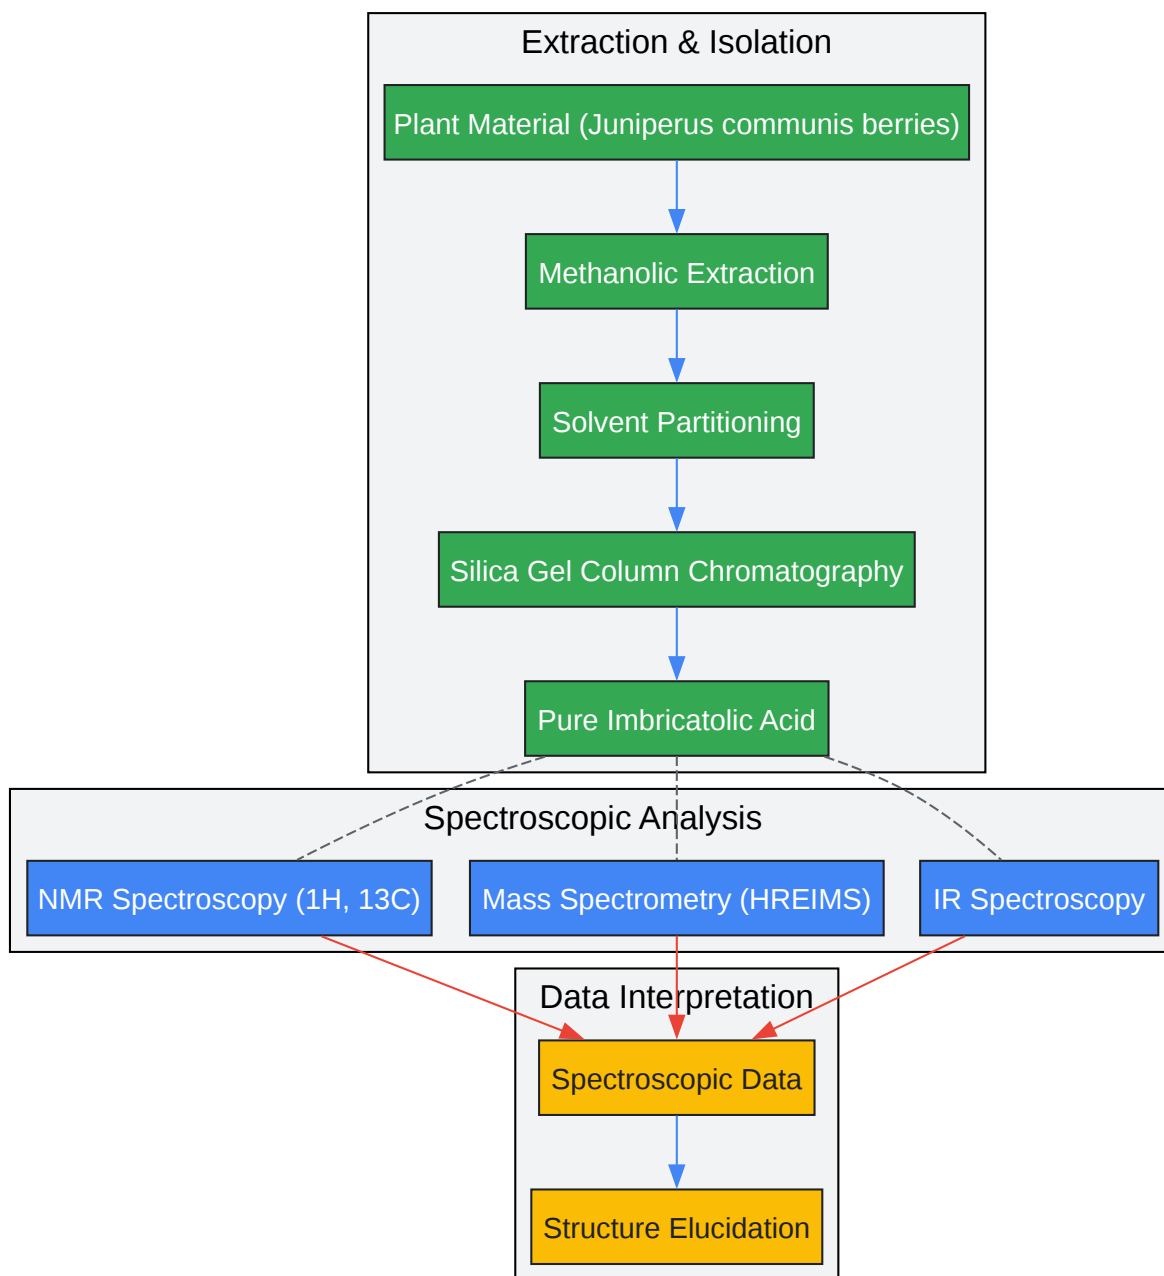 Extraction & Isolation
Plant Material (Juniperus communis berries)
Methanolic Extraction
Solvent Partitioning
Silica Gel Column Chromatography
Pure Imbricatolic Acid
Spectroscopic Analysis
NMR Spectroscopy (1H, 13C)
Mass Spectrometry (HREIMS)
IR Spectroscopy
Data Interpretation
Spectroscopic Data
Structure Elucidation